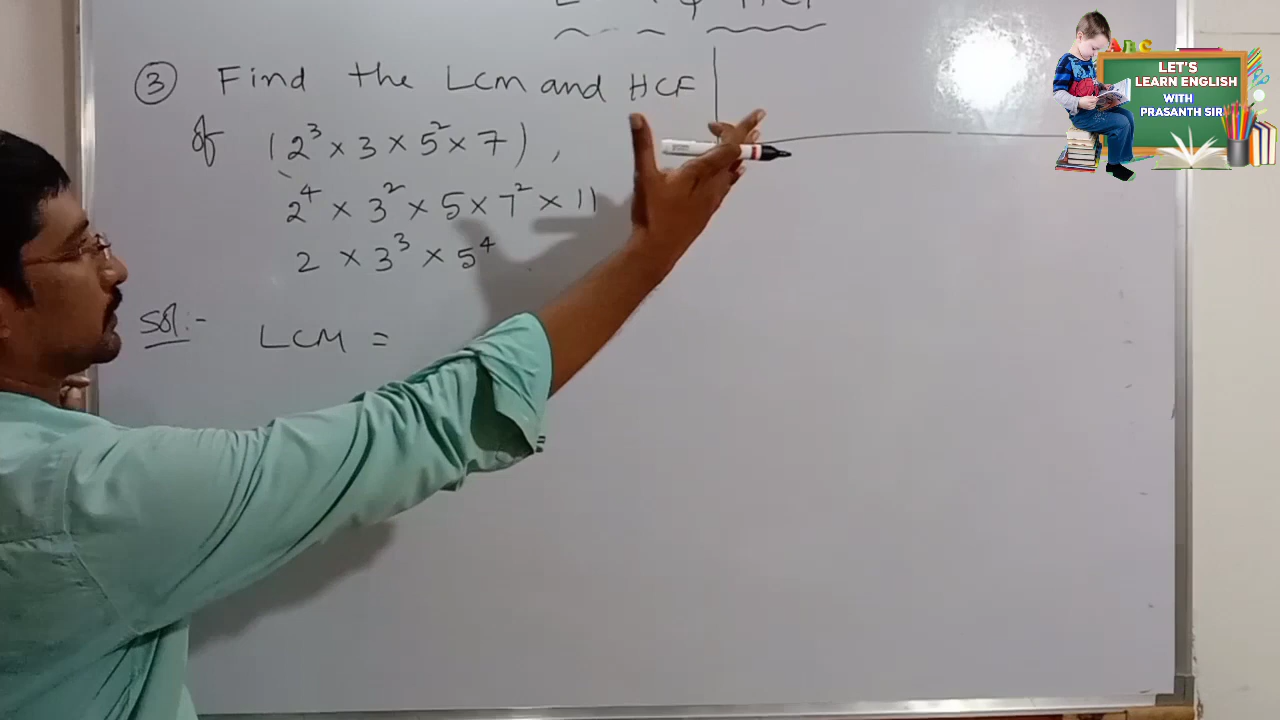 ③ Find the LCM and HCF
of (2³ × 3 × 5² × 7),
2⁴ × 3² × 5 × 7² × 11
2 × 3³ × 5⁴
Sol:-
LCM =
ABC
LET'S
LEARN ENGLISH
WITH
PRASANTH SIR